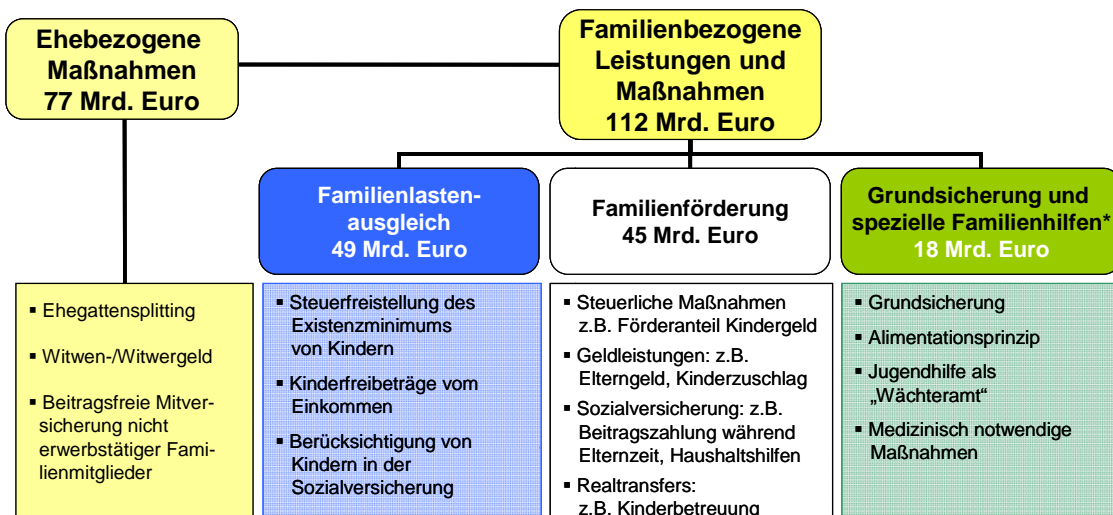 Ehebezogene
Maßnahmen
77 Mrd. Euro
Familienbezogene
Leistungen und
Maßnahmen
112 Mrd. Euro
Familienlasten-
ausgleich
49 Mrd. Euro
Familienförderung
45 Mrd. Euro
Grundsicherung und
spezielle Familienhilfen*
18 Mrd. Euro
▪ Ehegattensplitting
▪ Witwen-/Witwergeld
▪ Beitragsfreie Mitver-
sicherung nicht
erwerbstätiger Fami-
lienmitglieder
▪ Steuerfreistellung des
Existenzminimums
von Kindern
▪ Kinderfreibeträge vom
Einkommen
▪ Berücksichtigung von
Kindern in der
Sozialversicherung
▪ Steuerliche Maßnahmen
z.B. Förderanteil Kindergeld
▪ Geldleistungen: z.B.
Elterngeld, Kinderzuschlag
▪ Sozialversicherung: z.B.
Beitragszahlung während
Elternzeit, Haushaltshilfen
▪ Realtransfers:
z.B. Kinderbetreuung
▪ Grundsicherung
▪ Alimentationsprinzip
▪ Jugendhilfe als
„Wächteramt“
▪ Medizinisch notwendige
Maßnahmen